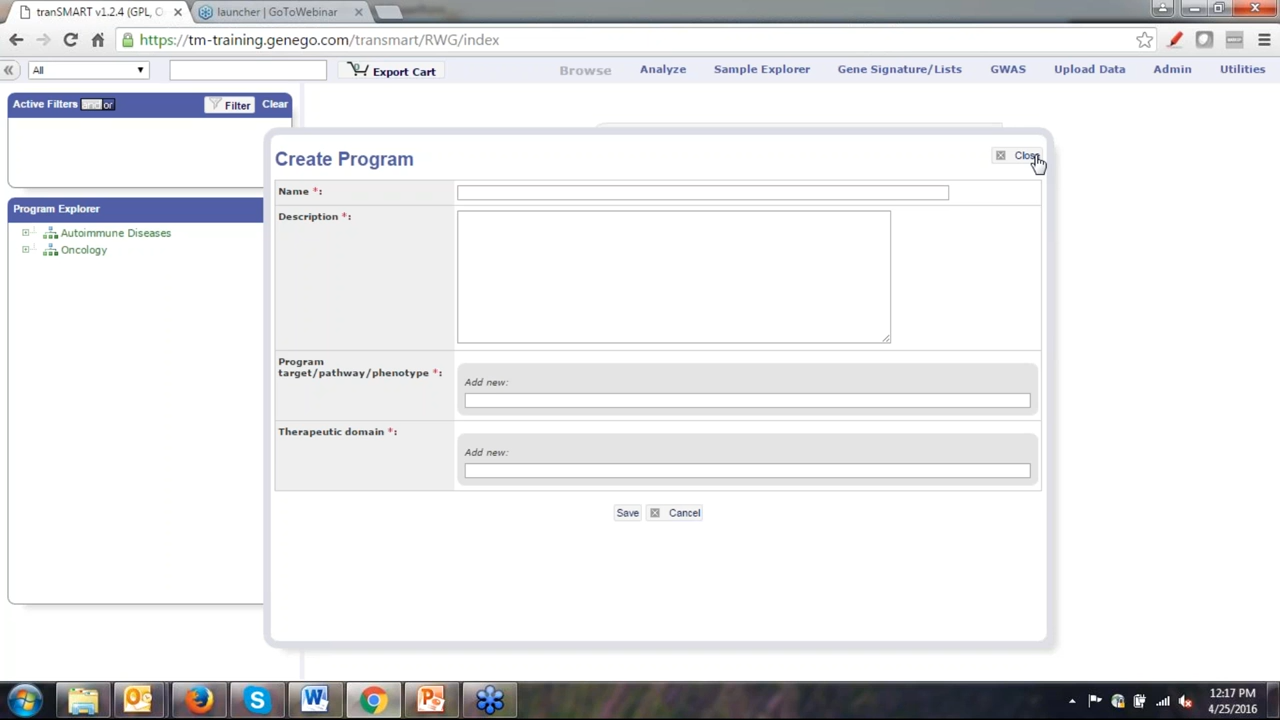 tranSMART v1.2.4 (GPL, O
launcher | GoToWebinar
https://tm-training.genego.com/transmart/RWG/index
All
Export Cart
Browse
Analyze
Sample Explorer
Gene Signature/Lists
GWAS
Upload Data
Admin
Utilities
Active Filters and or
Filter
Clear
Create Program
Close
Name *:
Description *:
Program Explorer
Autoimmune Diseases
Oncology
Program
target/pathway/phenotype *:
Add new:
Therapeutic domain *:
Add new:
Save
Cancel
12:17 PM
4/25/2016